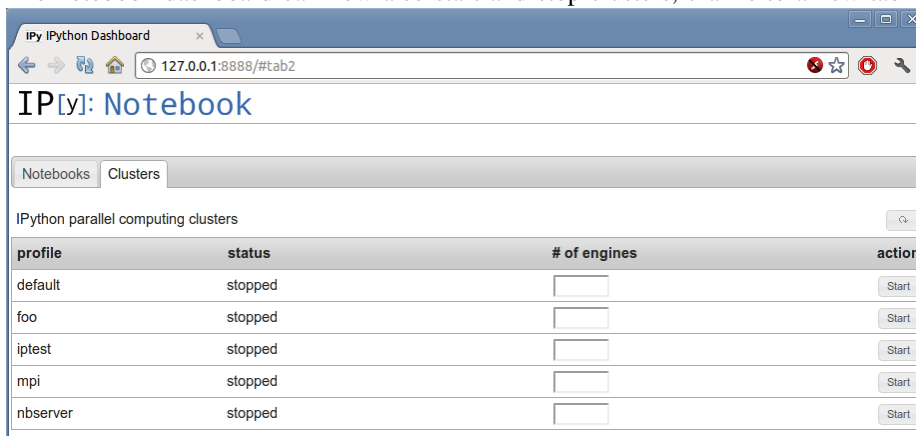 IPy IPython Dashboard
127.0.0.1:8888/#tab2
IP[y]: Notebook
Notebooks Clusters
IPython parallel computing clusters
profile status # of engines action
default stopped Start
foo stopped Start
iptest stopped Start
mpi stopped Start
nbserver stopped Start